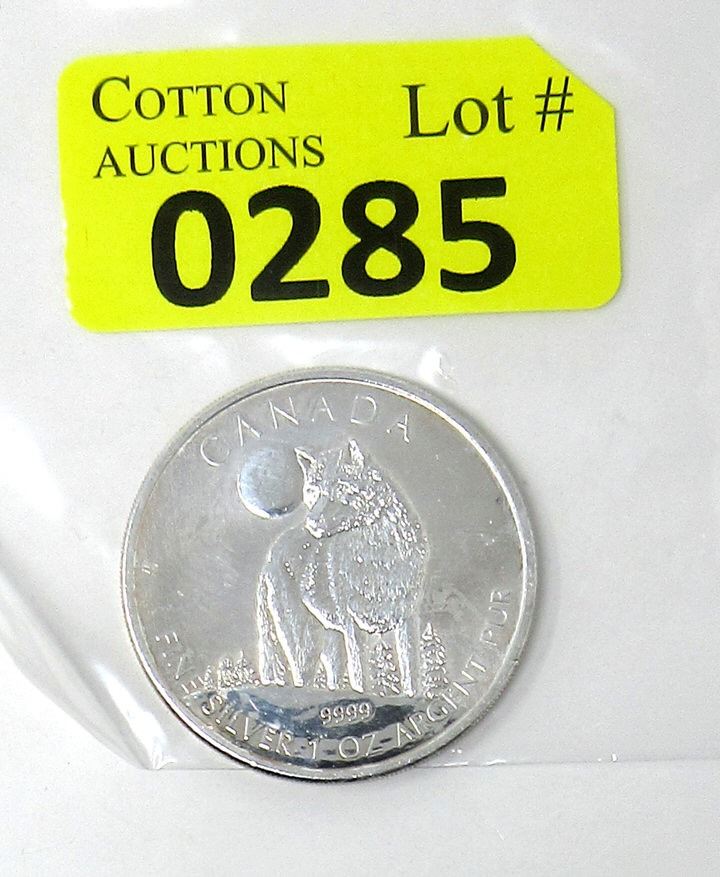 COTTON
AUCTIONS
Lot #
0285
CANADA
9999
FINE SILVER 1 OZ ARGENT PUR